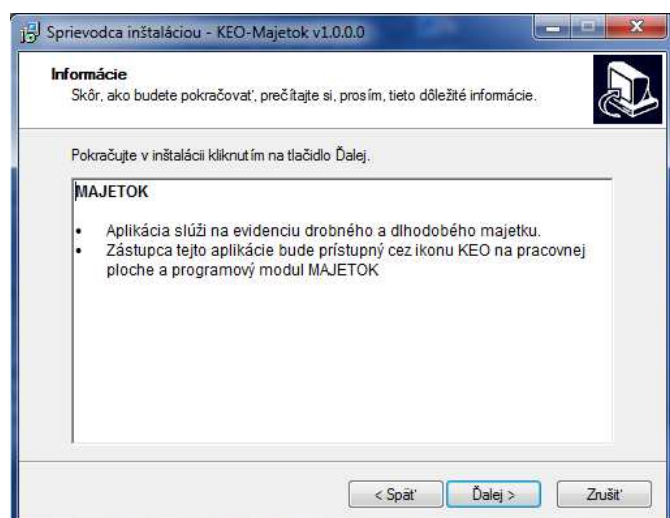 Sprievodca inštaláciou - KEO-Majetok v1.0.0.0
Informácie
Skôr, ako budete pokračovať, prečítajte si, prosím, tieto dôležité informácie.
Pokračujte v inštalácii kliknutím na tlačidlo Ďalej.
MAJETOK
• Aplikácia slúži na evidenciu drobného a dlhodobého majetku.
• Zástupca tejto aplikácie bude prístupný cez ikonu KEO na pracovnej
ploche a programový modul MAJETOK
< Späť
Ďalej >
Zrušiť